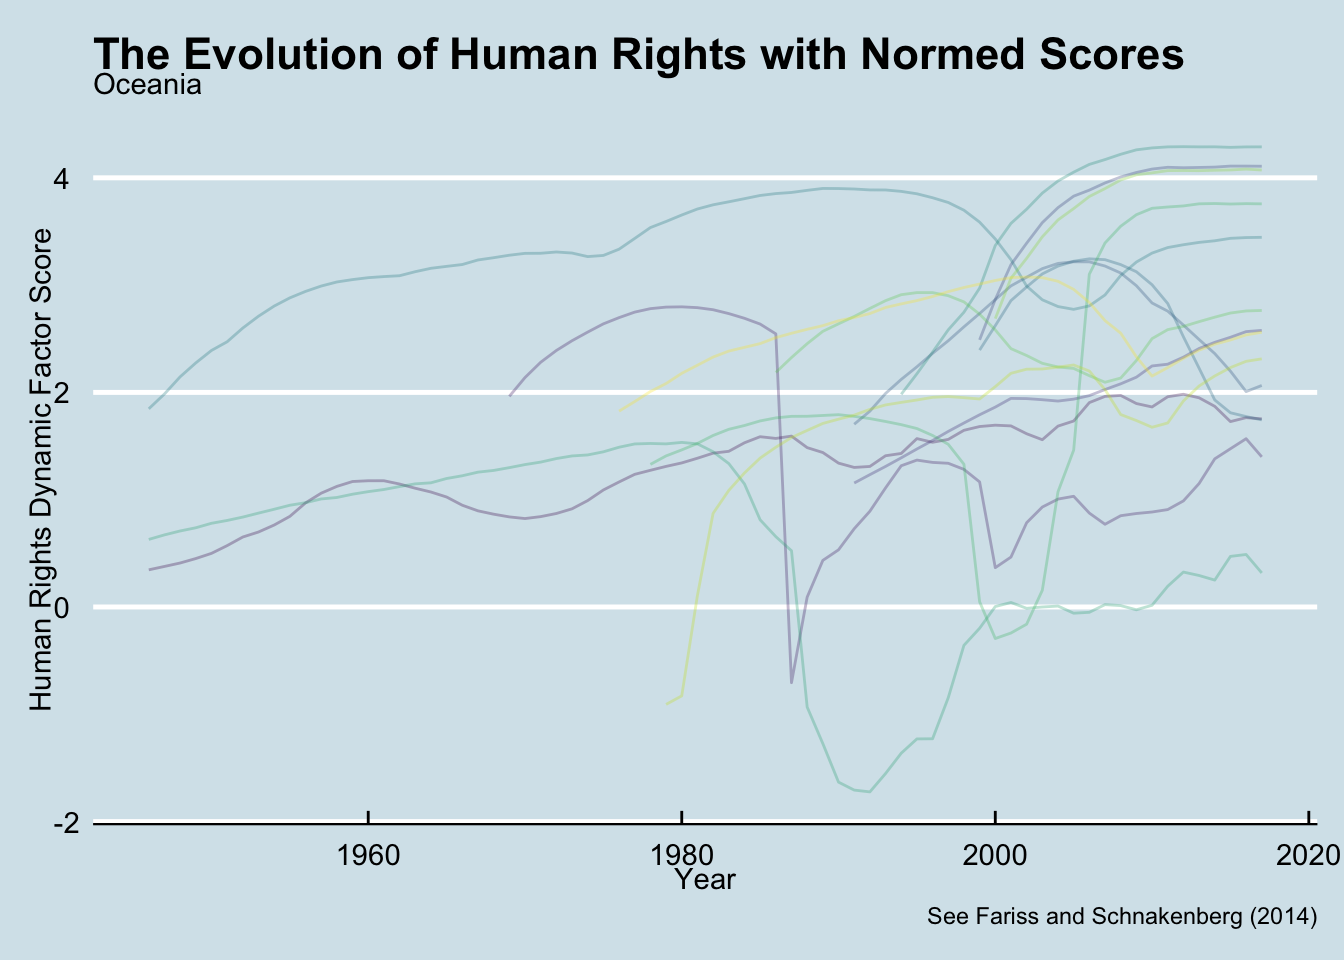 The Evolution of Human Rights with Normed Scores
Oceania
Human Rights Dynamic Factor Score
4
2
0
-2
1960
1980
2000
2020
Year
See Fariss and Schnakenberg (2014)